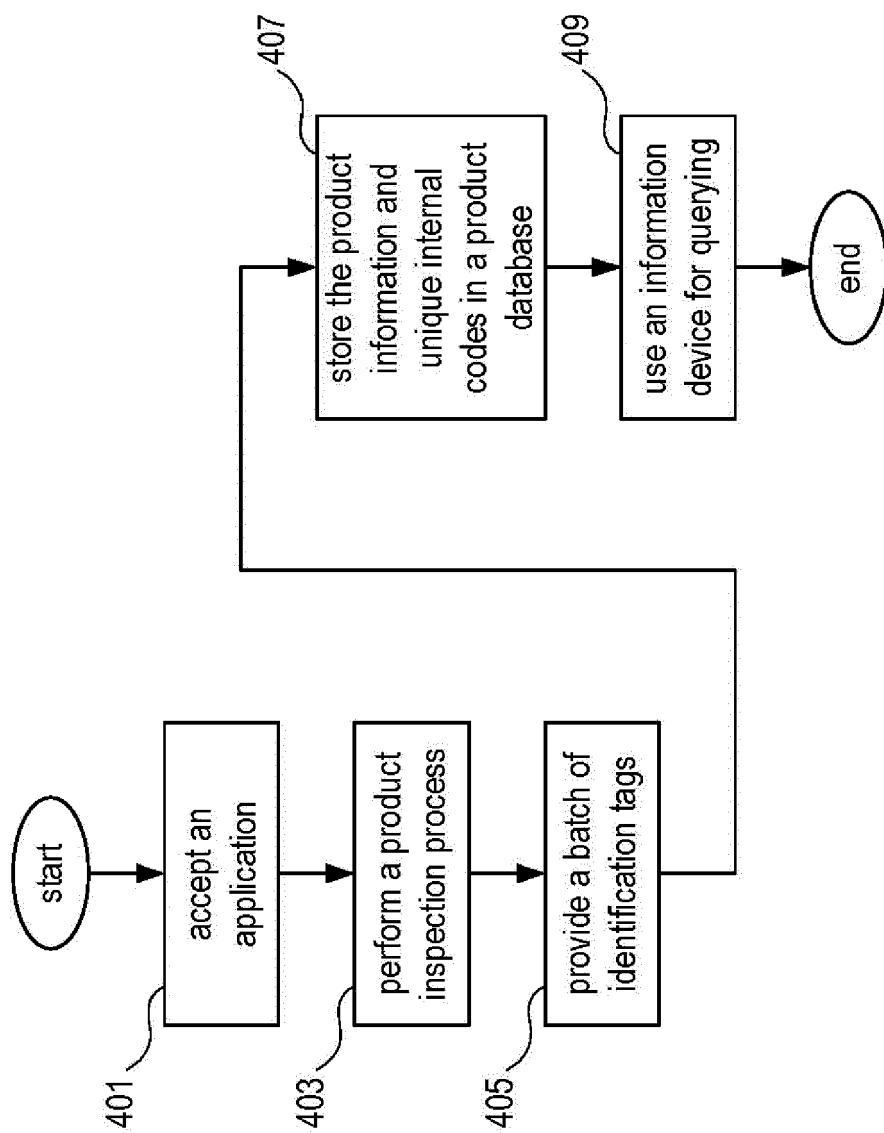 start
401
accept an
application
403
perform a product
inspection process
405
provide a batch of
identification tags
407
store the product
information and
unique internal
codes in a product
database
409
use an information
device for querying
end